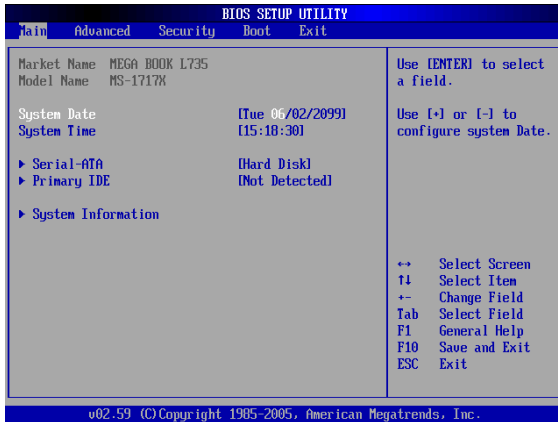 BIOS SETUP UTILITY
Main Advanced Security Boot Exit
Market Name MEGA BOOK L735
Model Name MS-1717X
System Date [Tue 06/02/2099]
System Time [15:18:30]
▶ Serial-ATA [Hard Disk]
▶ Primary IDE [Not Detected]
▶ System Information
Use [ENTER] to select
a field.
Use [+] or [-] to
configure system Date.
↔ Select Screen
↑↓ Select Item
+- Change Field
Tab Select Field
F1 General Help
F10 Save and Exit
ESC Exit
v02.59 (C)Copyright 1985-2005, American Megatrends, Inc.